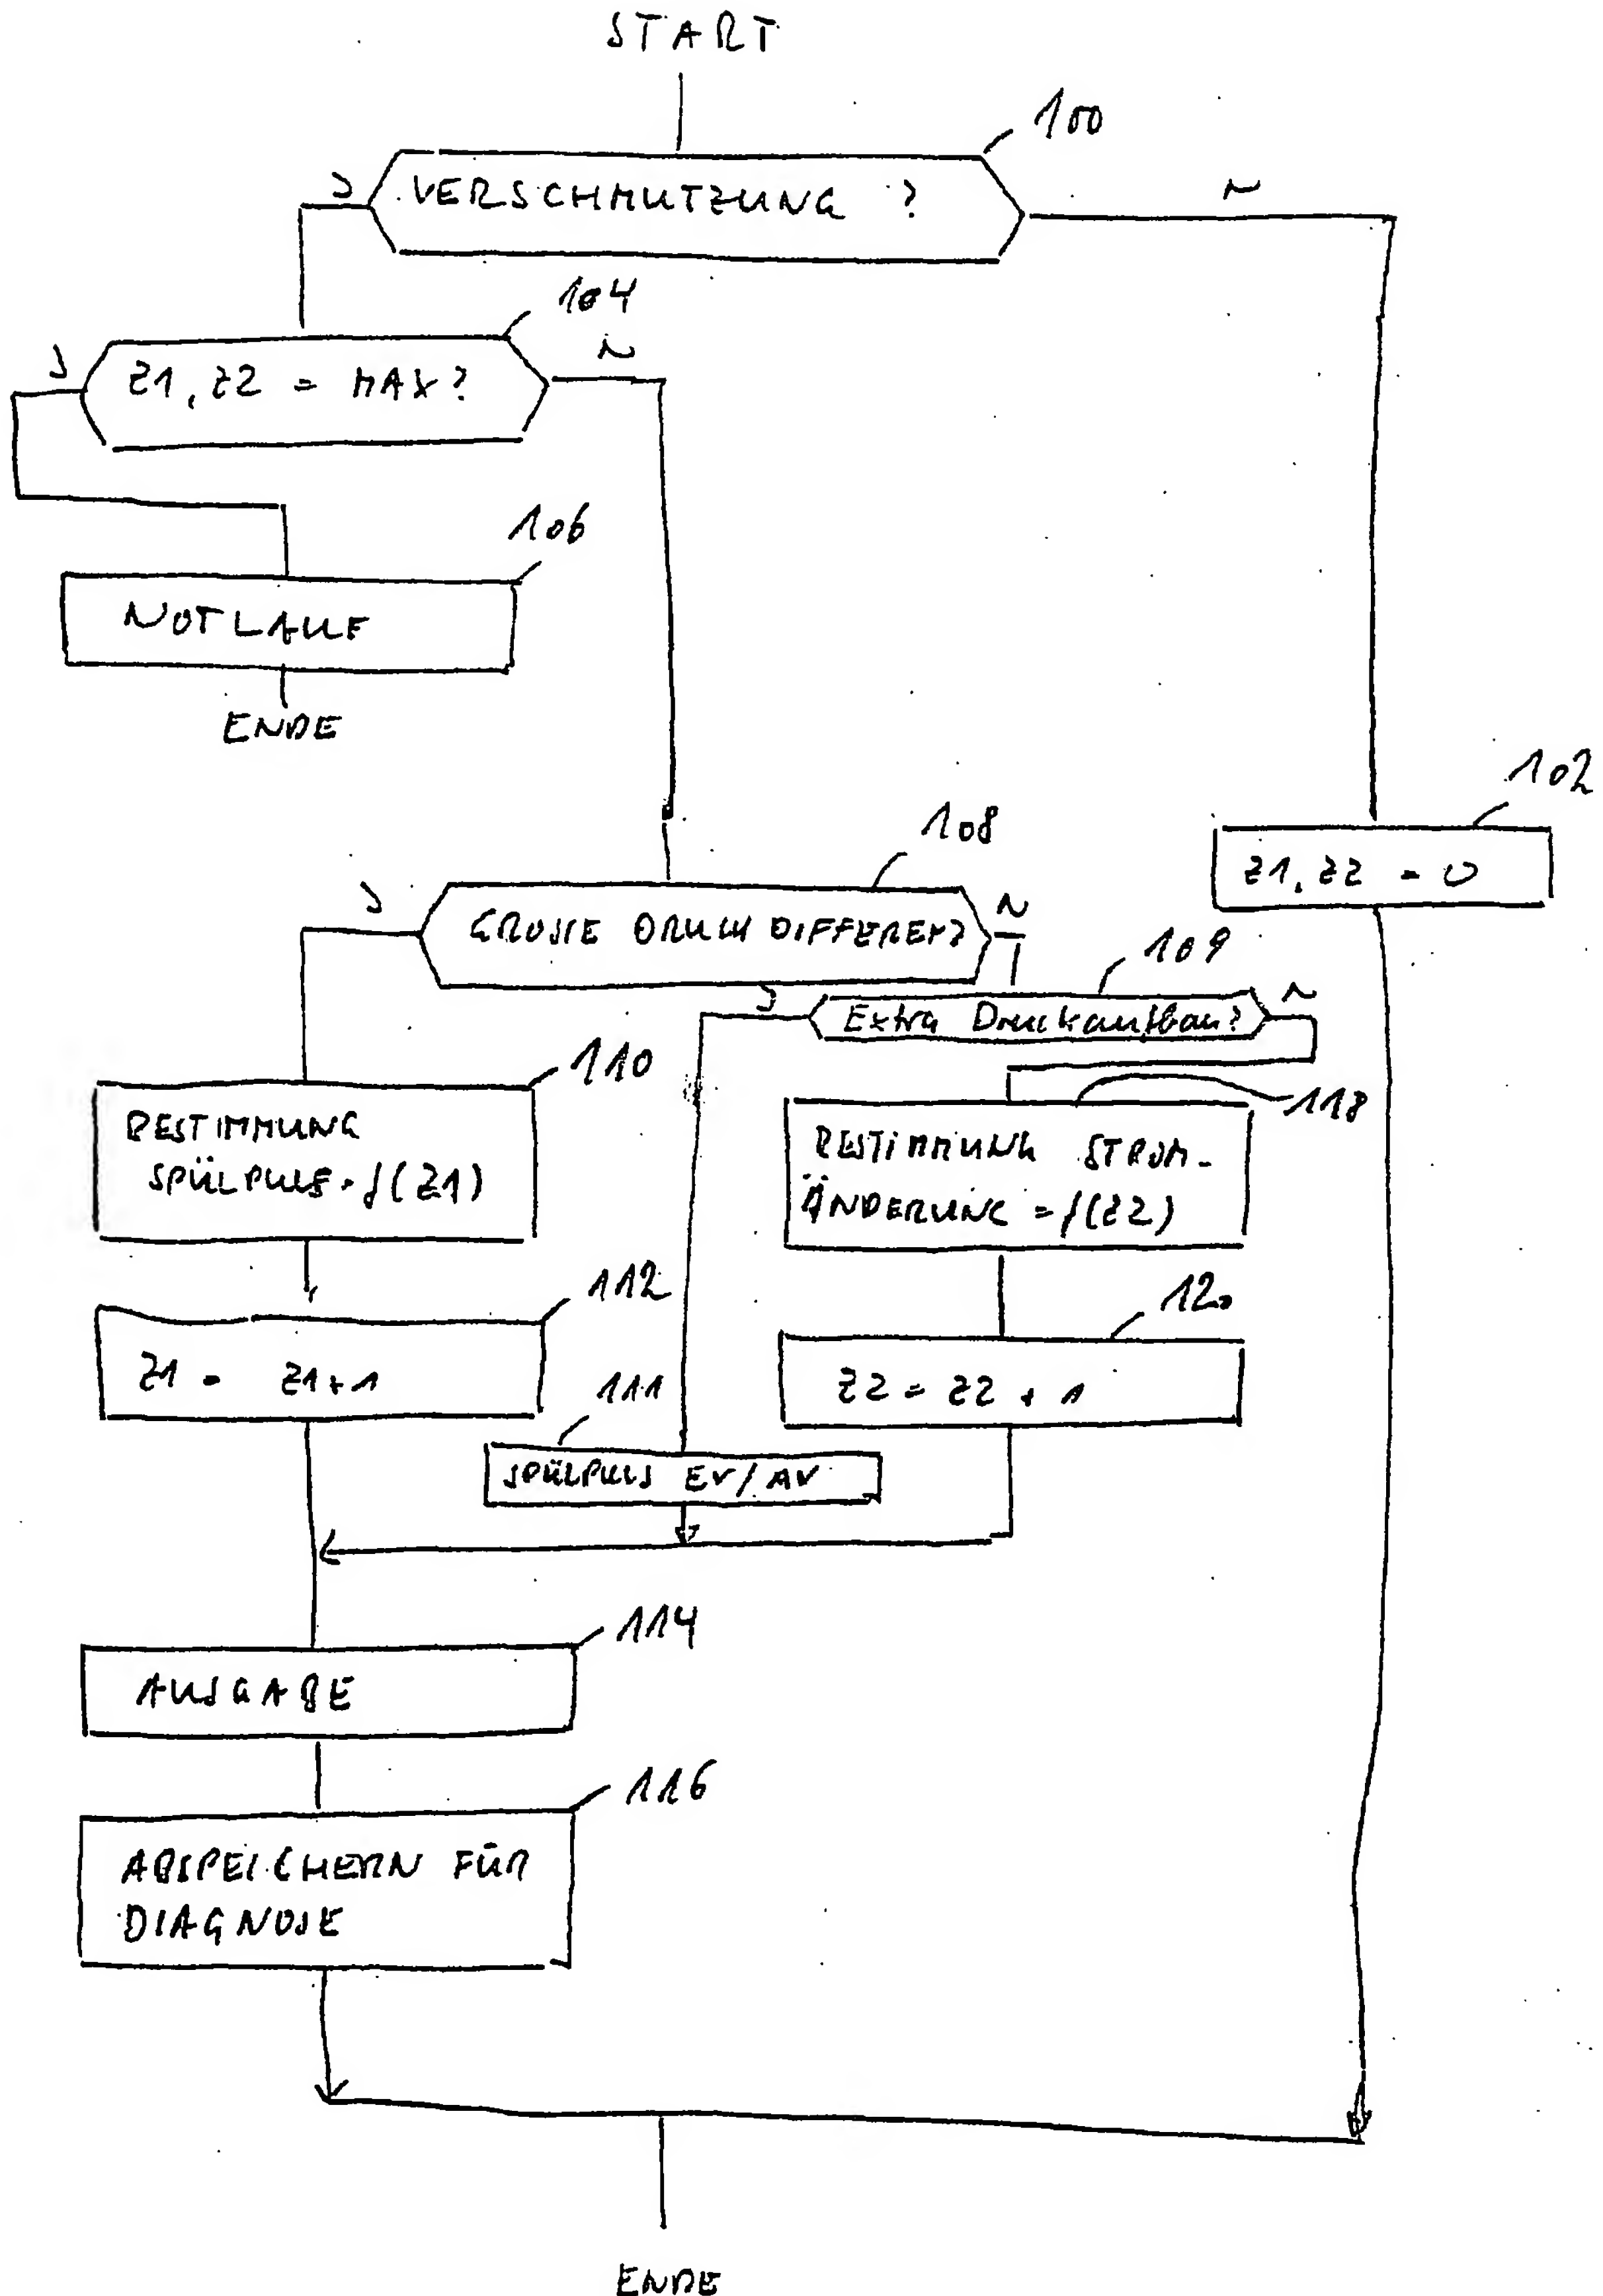 START
100
VERSCHMUTZUNG ?
J
N
104
Z1, Z2 = MAX?
J
N
106
NOTLAUF
ENDE
102
Z1, Z2 = 0
108
GROSSE DRUCKDIFFERENZ
J
N
109
Extra Druckaufbau?
J
N
110
BESTIMMUNG
SPÜLPULS = f(Z1)
118
BESTIMMUNG STROM-
ÄNDERUNG = f(Z2)
112
Z1 = Z1 + 1
120
Z2 = Z2 + 1
111
SPÜLPULS EV/AV
114
AUSGABE
116
ABSPEICHERN FÜR
DIAGNOSE
ENDE